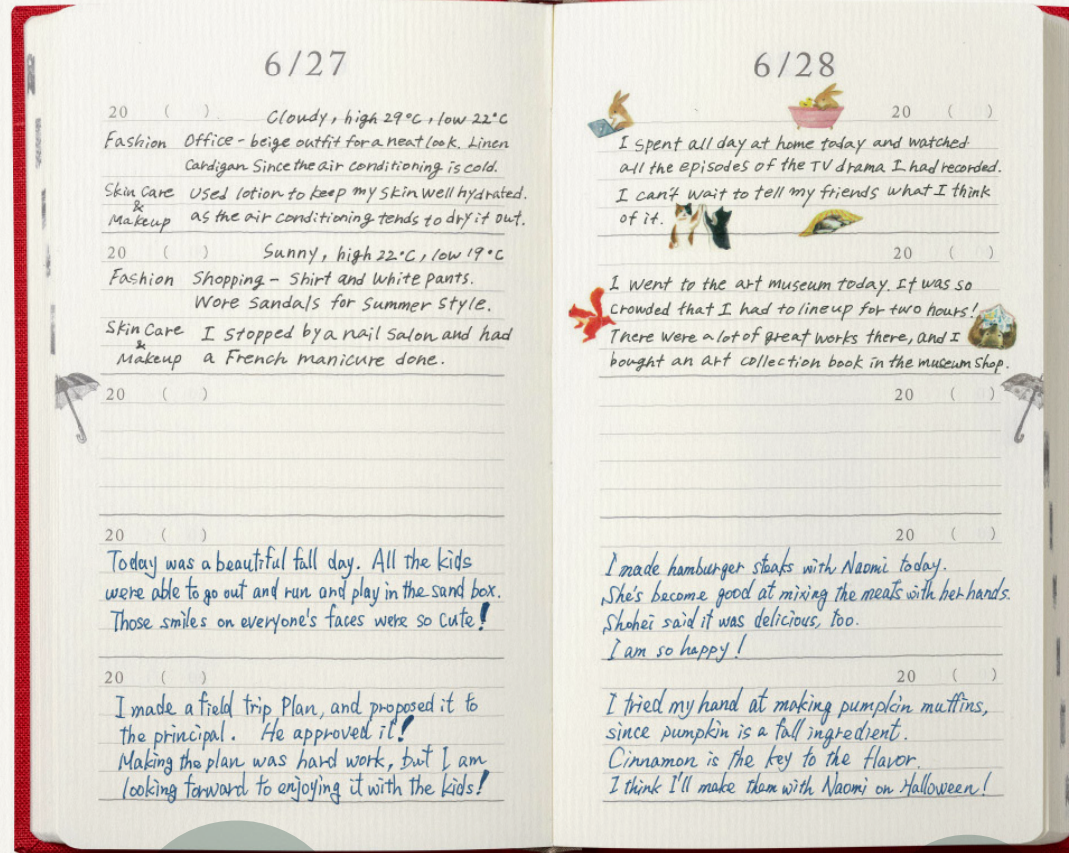 6/27
20 ( )
Cloudy, high 29°C, low 22°C
Fashion Office - beige outfit for a neat look. Linen
Cardigan Since the air conditioning is cold.
Skin Care Used lotion to keep my skin well hydrated.
&
Makeup as the air conditioning tends to dry it out.
20 ( )
Sunny, high 22°C, low 19°C
Fashion Shopping - Shirt and White pants.
Wore Sandals for Summer Style.
Skin Care I stopped by a nail Salon and had
&
Makeup a French manicure done.
20 ( )
20 ( )
Today was a beautiful fall day. All the kids
were able to go out and run and play in the sand box.
Those smiles on everyone's faces were so cute!
20 ( )
I made a field trip Plan, and proposed it to
the principal. He approved it!
Making the plan was hard work, but I am
looking forward to enjoying it with the kids!
6/28
20 ( )
I spent all day at home today and watched
all the episodes of the TV drama I had recorded.
I can't wait to tell my friends what I think
of it.
20 ( )
I went to the art museum today. It was so
crowded that I had to line up for two hours!
There were a lot of great works there, and I
bought an art collection book in the museum shop.
20 ( )
20 ( )
I made hamburger steaks with Naomi today.
She's become good at mixing the meats with her hands.
Shohei said it was delicious, too.
I am so happy!
20 ( )
I tried my hand at making pumpkin muffins,
since pumpkin is a fall ingredient.
Cinnamon is the key to the flavor.
I think I'll make them with Naomi on Halloween!